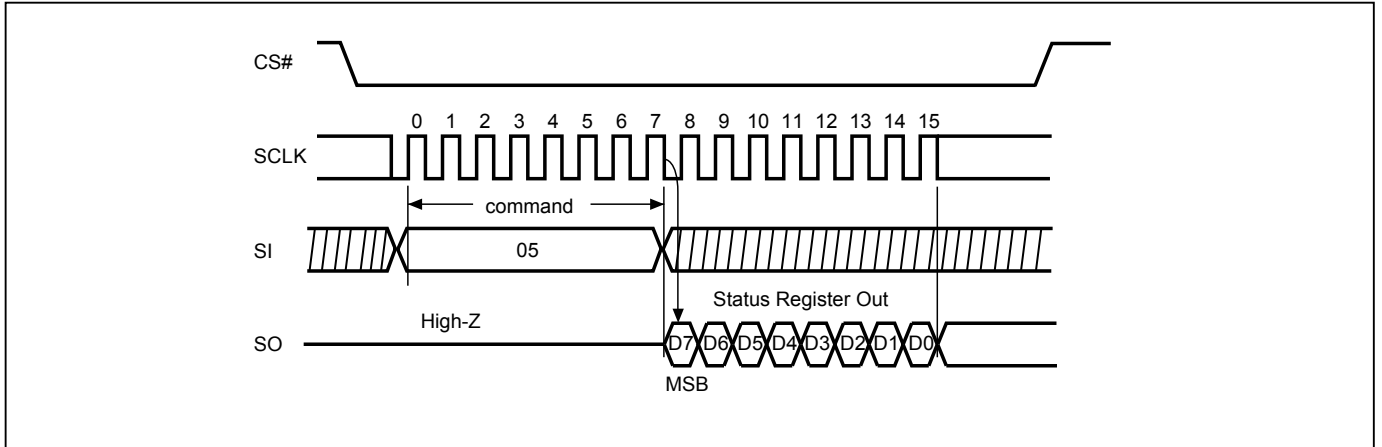 CS#
0 1 2 3 4 5 6 7 8 9 10 11 12 13 14 15
SCLK
command
SI
05
Status Register Out
High-Z
SO
D7 D6 D5 D4 D3 D2 D1 D0
MSB